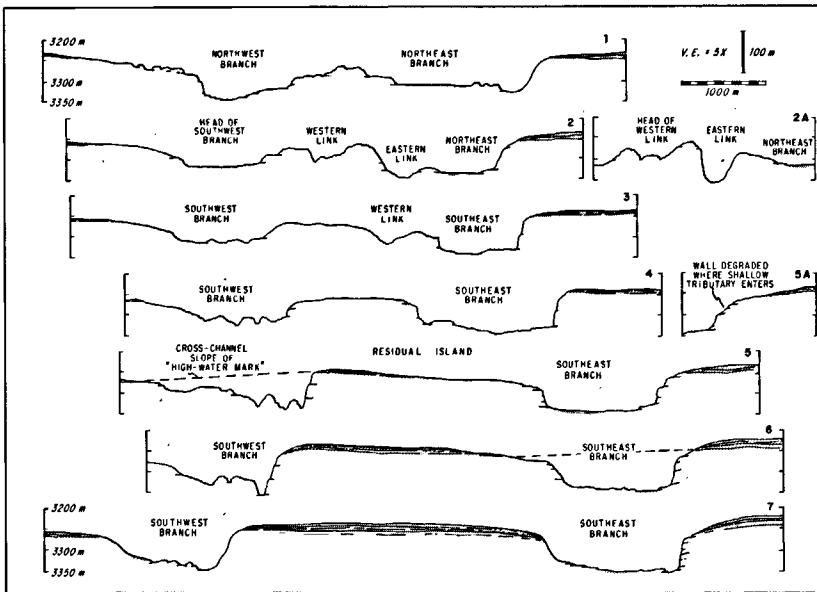 3200 m
3300 m
3350 m
NORTHWEST
BRANCH
NORTHEAST
BRANCH
1
V. E. = 5X
100 m
1000 m
HEAD OF
SOUTHWEST
BRANCH
WESTERN
LINK
EASTERN
LINK
NORTHEAST
BRANCH
2
HEAD OF
WESTERN
LINK
EASTERN
LINK
NORTHEAST
BRANCH
2A
SOUTHWEST
BRANCH
WESTERN
LINK
SOUTHEAST
BRANCH
3
SOUTHWEST
BRANCH
SOUTHEAST
BRANCH
4
WALL DEGRADED
WHERE SHALLOW
TRIBUTARY ENTERS
5A
CROSS-CHANNEL
SLOPE OF
"HIGH-WATER MARK"
RESIDUAL ISLAND
SOUTHEAST
BRANCH
5
SOUTHWEST
BRANCH
SOUTHEAST
BRANCH
6
3200 m
3300 m
3350 m
SOUTHWEST
BRANCH
SOUTHEAST
BRANCH
7